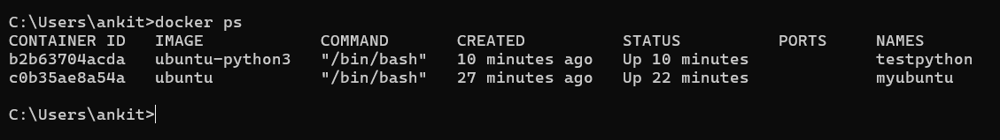 C:\Users\ankit>docker ps
CONTAINER ID   IMAGE            COMMAND       CREATED          STATUS          PORTS     NAMES
b2b63704acda   ubuntu-python3   "/bin/bash"   10 minutes ago   Up 10 minutes             testpython
c0b35ae8a54a   ubuntu           "/bin/bash"   27 minutes ago   Up 22 minutes             myubuntu
C:\Users\ankit>